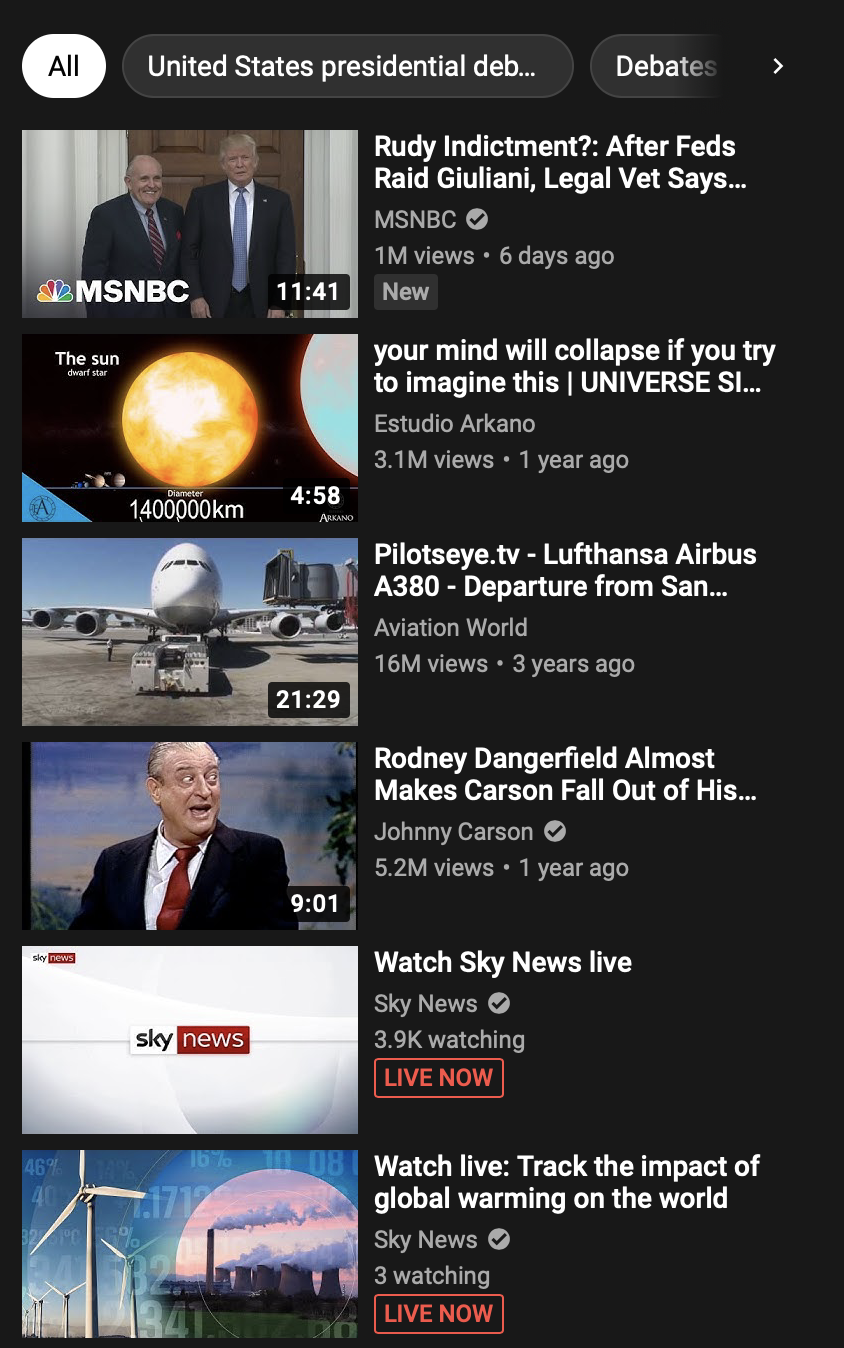 All
United States presidential deb...
Debates
MSNBC
11:41
Rudy Indictment?: After Feds
Raid Giuliani, Legal Vet Says...
MSNBC
1M views • 6 days ago
New
The sun
dwarf star
Diameter
1400000km
4:58
ARKANO
your mind will collapse if you try
to imagine this | UNIVERSE SI...
Estudio Arkano
3.1M views • 1 year ago
21:29
Pilotseye.tv - Lufthansa Airbus
A380 - Departure from San...
Aviation World
16M views • 3 years ago
9:01
Rodney Dangerfield Almost
Makes Carson Fall Out of His...
Johnny Carson
5.2M views • 1 year ago
sky news
sky news
Watch Sky News live
Sky News
3.9K watching
LIVE NOW
46%
16%
Watch live: Track the impact of
global warming on the world
Sky News
3 watching
LIVE NOW